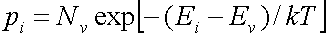 p_i = N_v exp⌊-(E_i - E_v)/kT⌋